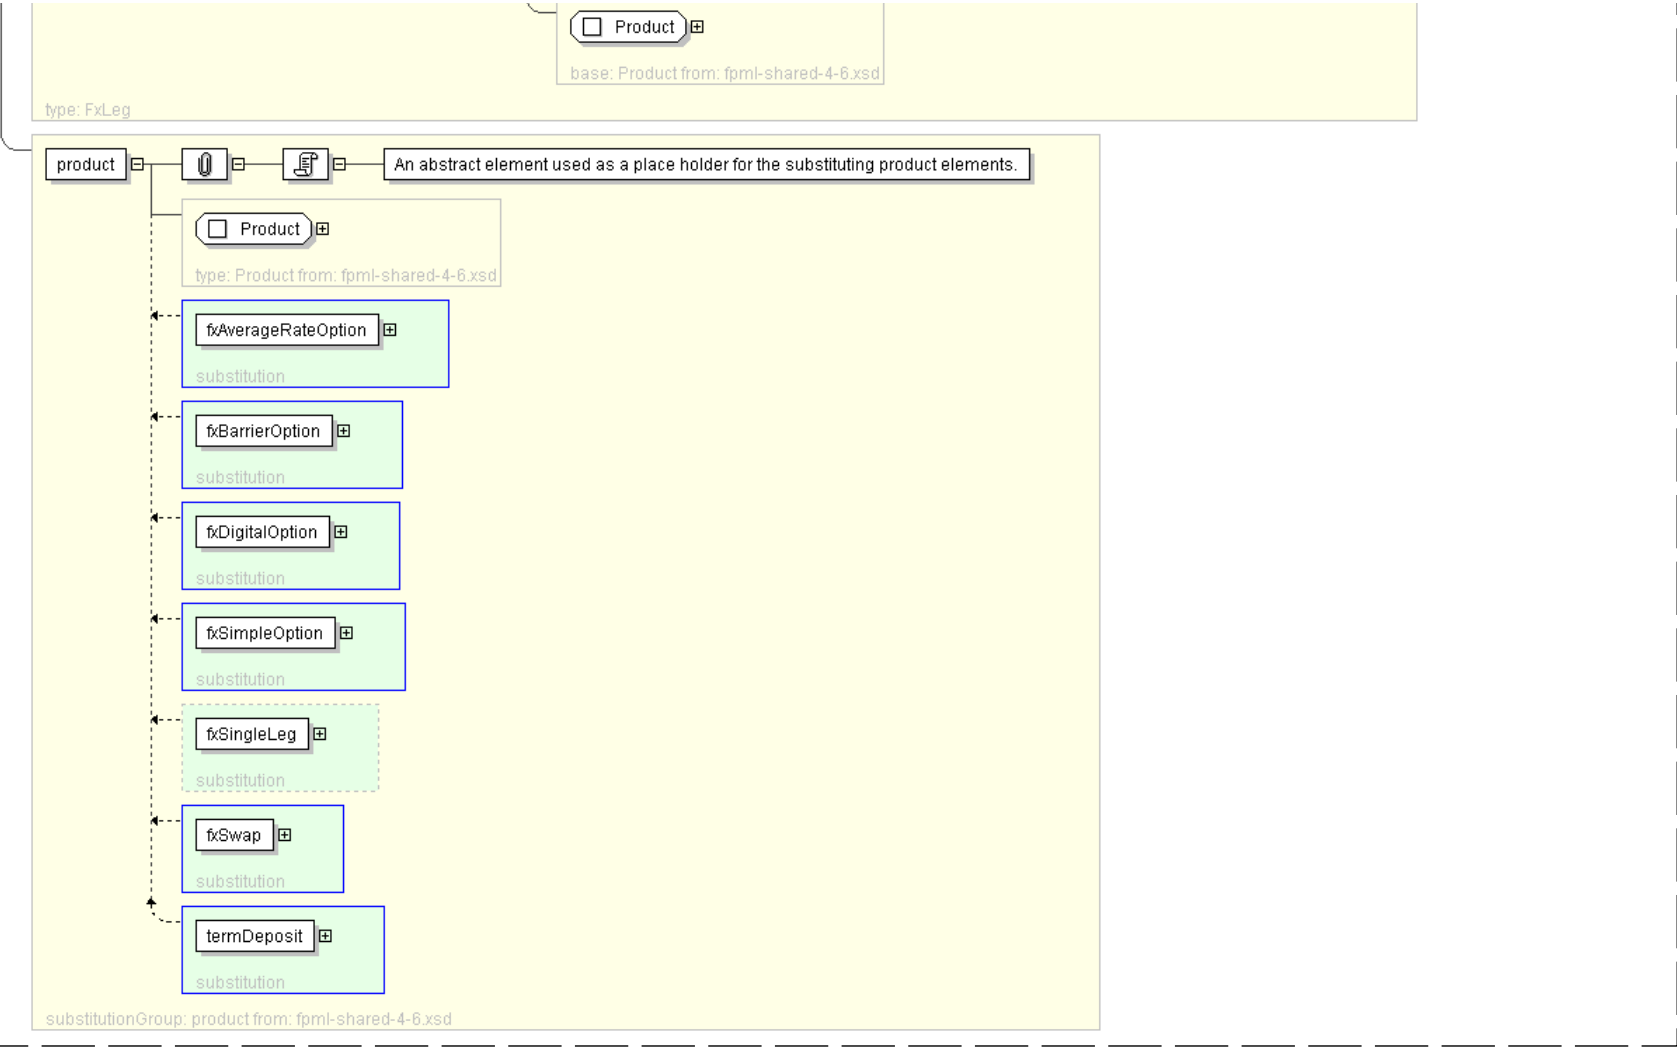 Product
base: Product from: fpml-shared-4-6.xsd
type: FxLeg
product An abstract element used as a place holder for the substituting product elements.
Product
type: Product from: fpml-shared-4-6.xsd
fxAverageRateOption
substitution
fxBarrierOption
substitution
fxDigitalOption
substitution
fxSimpleOption
substitution
fxSingleLeg
substitution
fxSwap
substitution
termDeposit
substitution
substitutionGroup: product from: fpml-shared-4-6.xsd